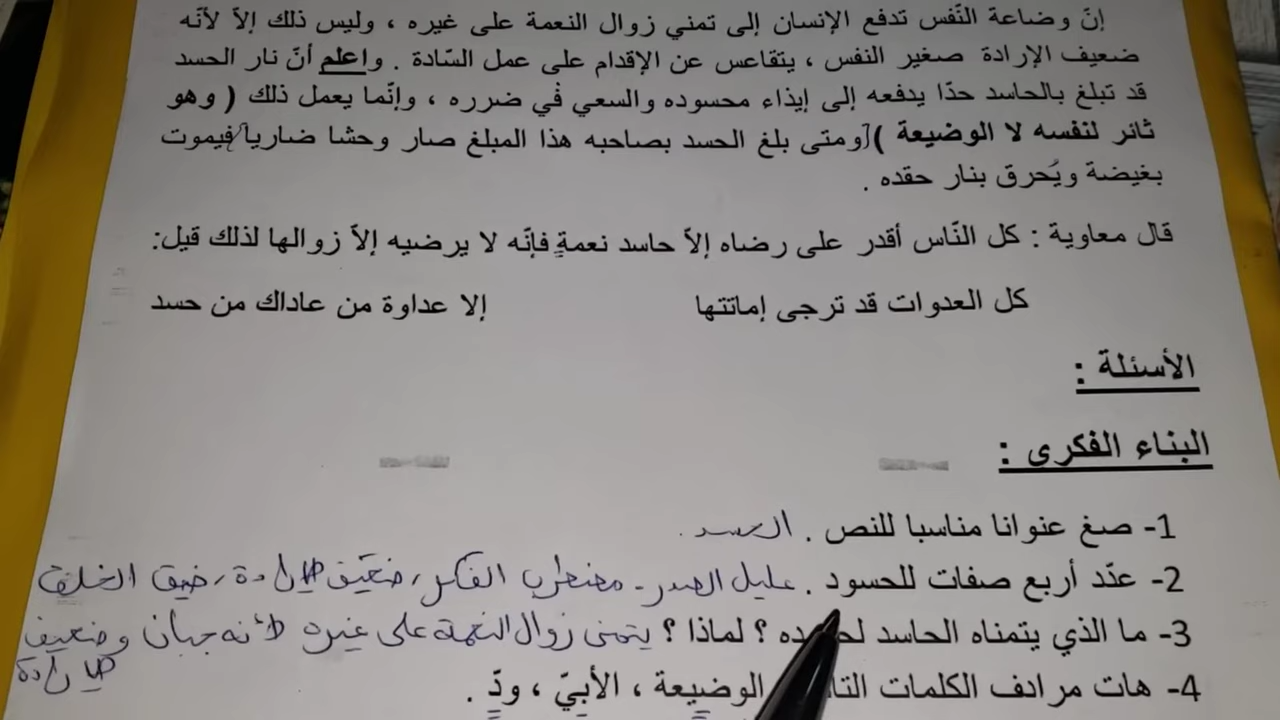 إنّ وضاعة النّفس تدفع الإنسان إلى تمني زوال النعمة على غيره ، وليس ذلك إلاّ لأنّه
ضعيف الإرادة صغير النفس ، يتقاعس عن الإقدام على عمل السّادة . واعلم أنّ نار الحسد
قد تبلغ بالحاسد حدّا يدفعه إلى إيذاء محسوده والسعي في ضرره ، وإنّما يعمل ذلك ( وهو
ثائر لنفسه لا الوضيعة )[ومتى بلغ الحسد بصاحبه هذا المبلغ صار وحشا ضاريا]فيموت
بغيضة ويُحرق بنار حقده .
قال معاوية : كل النّاس أقدر على رضاه إلاّ حاسد نعمةٍ فإنّه لا يرضيه إلاّ زوالها لذلك قيل:
كل العدوات قد ترجى إماتتها إلا عداوة من عاداك من حسد
الأسئلة :
البناء الفكري :
1- صغ عنوانا مناسبا للنص . الحسد .
2- عدّد أربع صفات للحسود . عليل الصدر - مضطرب الفكر ، ضعيف الإرادة ، ضيق الخلق
3- ما الذي يتمناه الحاسد ؟ لماذا ؟ يتمنى زوال النعمة على غيره لأنه جبان وضعيف
الإرادة
4- هات مرادف الكلمات الوضيعة ، الأبيّ ، ودّ .